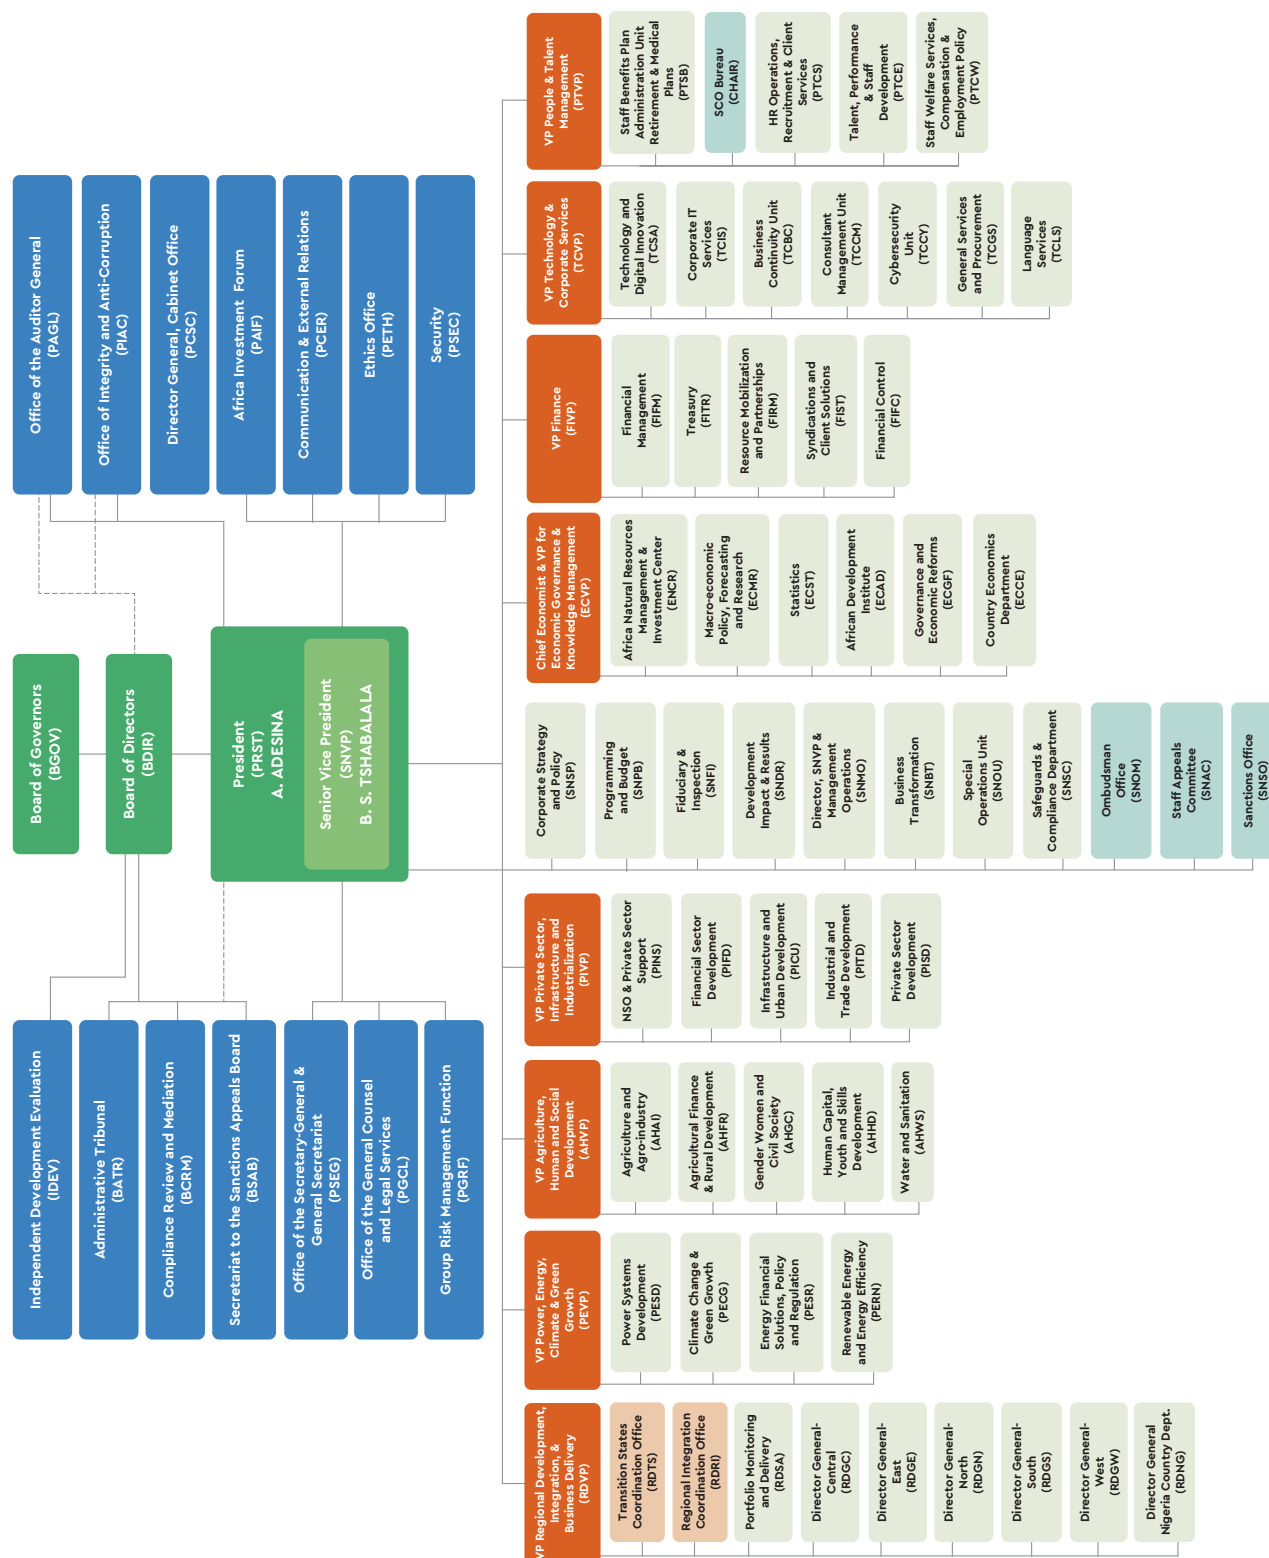 Board of Governors
(BGOV)
Board of Directors
(BDIR)
President
(PRST)
A. ADESINA
Senior Vice President
(SNVP)
B. S. TSHABALALA
Independent Development Evaluation
(IDEV)
Administrative Tribunal
(BATR)
Compliance Review and Mediation
(BCRM)
Secretariat to the Sanctions Appeals Board
(BSAB)
Office of the Secretary-General &
General Secretariat
(PSEG)
Office of the General Counsel
and Legal Services
(PGCL)
Group Risk Management Function
(PGRF)
Office of the Auditor General
(PAGL)
Office of Integrity and Anti-Corruption
(PIAC)
Director General, Cabinet Office
(PCSC)
Africa Investment Forum
(PAIF)
Communication & External Relations
(PCER)
Ethics Office
(PETH)
Security
(PSEC)
VP Regional Development,
Integration, &
Business Delivery
(RDVP)
Transition States
Coordination Office
(RDTS)
Regional Integration
Coordination Office
(RDRI)
Portfolio Monitoring
and Delivery
(RDSA)
Director General-
Central
(RDGC)
Director General-
East
(RDGE)
Director General-
North
(RDGN)
Director General-
South
(RDGS)
Director General-
West
(RDGW)
Director General
Nigeria Country Dept.
(RDNG)
VP Power, Energy,
Climate & Green
Growth
(PEVP)
Power Systems
Development
(PESD)
Climate Change &
Green Growth
(PECG)
Energy Financial
Solutions, Policy
and Regulation
(PESR)
Renewable Energy
and Energy Efficiency
(PERN)
VP Agriculture,
Human and Social
Development
(AHVP)
Agriculture and
Agro-industry
(AHAI)
Agricultural Finance
& Rural Development
(AHFR)
Gender Women and
Civil Society
(AHGC)
Human Capital,
Youth and Skills
Development
(AHHD)
Water and Sanitation
(AHWS)
VP Private Sector,
Infrastructure and
Industrialization
(PIVP)
NSO & Private Sector
Support
(PINS)
Financial Sector
Development
(PIFD)
Infrastructure and
Urban Development
(PICU)
Industrial and
Trade Development
(PITD)
Private Sector
Development
(PISD)
Corporate Strategy
and Policy
(SNSP)
Programming
and Budget
(SNPB)
Fiduciary &
Inspection
(SNFI)
Development
Impact & Results
(SNDR)
Director, SNVP &
Management
Operations
(SNMO)
Business
Transformation
(SNBT)
Special
Operations Unit
(SNOU)
Safeguards &
Compliance Department
(SNSC)
Ombudsman
Office
(SNOM)
Staff Appeals
Committee
(SNAC)
Sanctions Office
(SNSO)
Chief Economist & VP for
Economic Governance &
Knowledge Management
(ECVP)
Africa Natural Resources
Management &
Investment Center
(ENCR)
Macro-economic
Policy, Forecasting
and Research
(ECMR)
Statistics
(ECST)
African Development
Institute
(ECAD)
Governance and
Economic Reforms
(ECGF)
Country Economics
Department
(ECCE)
VP Finance
(FIVP)
Financial
Management
(FIFM)
Treasury
(FITR)
Resource Mobilization
and Partnerships
(FIRM)
Syndications and
Client Solutions
(FIST)
Financial Control
(FIFC)
VP Technology &
Corporate Services
(TCVP)
Technology and
Digital Innovation
(TCSA)
Corporate IT
Services
(TCIS)
Business
Continuity Unit
(TCBC)
Consultant
Management Unit
(TCCM)
Cybersecurity
Unit
(TCCY)
General Services
and Procurement
(TCGS)
Language
Services
(TCLS)
VP People & Talent
Management
(PTVP)
Staff Benefits Plan
Administration Unit
Retirement & Medical
Plans
(PTSB)
SCO Bureau
(CHAIR)
HR Operations,
Recruitment & Client
Services
(PTCS)
Talent, Performance
& Staff
Development
(PTCE)
Staff Welfare Services,
Compensation &
Employment Policy
(PTCW)